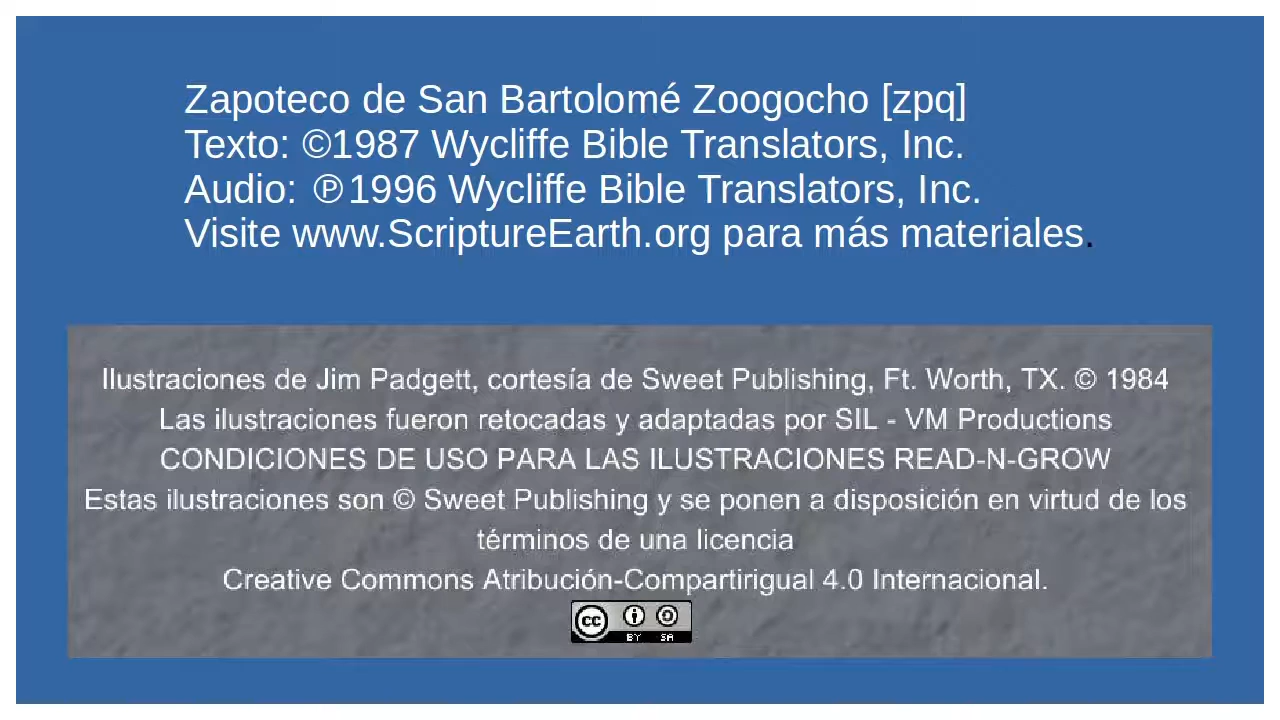 Zapoteco de San Bartolomé Zoogocho [zpq]
Texto: ©1987 Wycliffe Bible Translators, Inc.
Audio: ℗1996 Wycliffe Bible Translators, Inc.
Visite www.ScriptureEarth.org para más materiales.
Ilustraciones de Jim Padgett, cortesía de Sweet Publishing, Ft. Worth, TX. © 1984
Las ilustraciones fueron retocadas y adaptadas por SIL - VM Productions
CONDICIONES DE USO PARA LAS ILUSTRACIONES READ-N-GROW
Estas ilustraciones son © Sweet Publishing y se ponen a disposición en virtud de los
términos de una licencia
Creative Commons Atribución-Compartirigual 4.0 Internacional.
cc BY SA